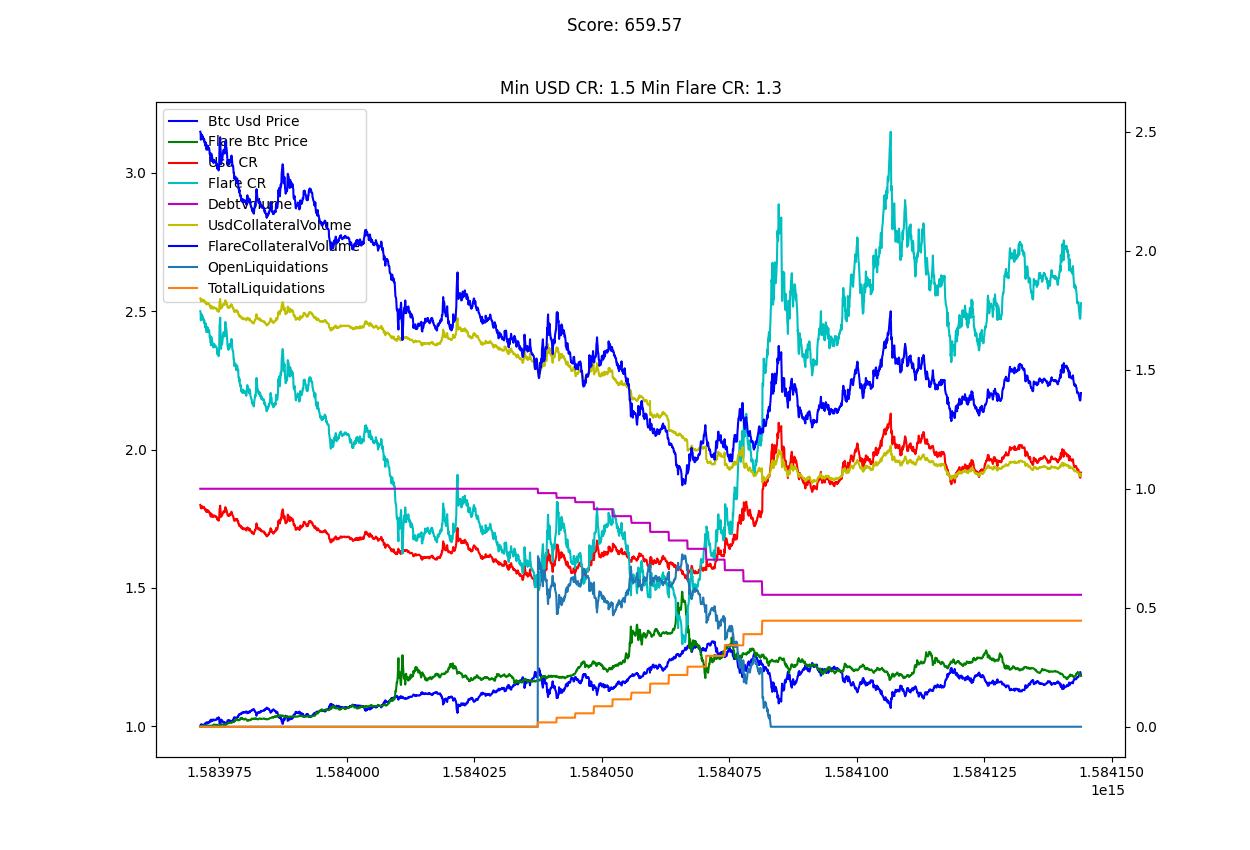 Score: 659.57
Min USD CR: 1.5 Min Flare CR: 1.3
Btc Usd Price
Flare Btc Price
Usd CR
Flare CR
DebtVolume
UsdCollateralVolume
FlareCollateralVolume
OpenLiquidations
TotalLiquidations
3.0
2.5
2.0
1.5
1.0
2.5
2.0
1.5
1.0
0.5
0.0
1.583975 1.584000 1.584025 1.584050 1.584075 1.584100 1.584125 1.584150
1e15